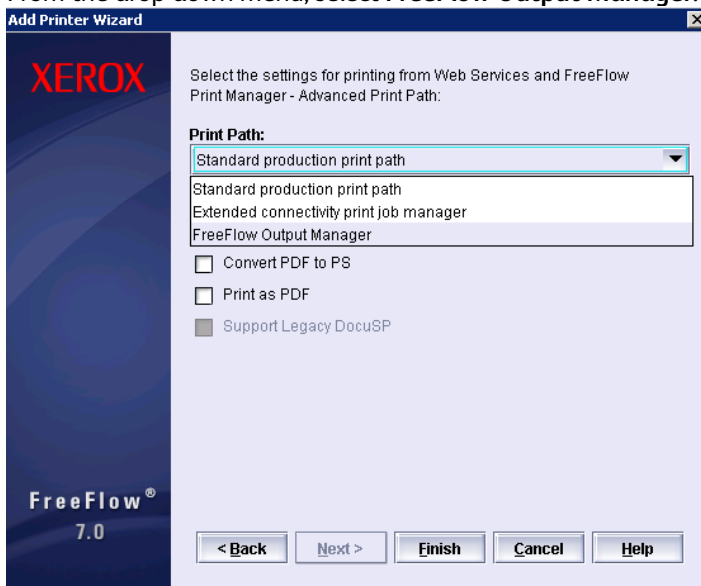 From the drop-down menu, select FreeFlow Output Manager.
Add Printer Wizard
XEROX
Select the settings for printing from Web Services and FreeFlow
Print Manager - Advanced Print Path:
Print Path:
Standard production print path
Standard production print path
Extended connectivity print job manager
FreeFlow Output Manager
Convert PDF to PS
Print as PDF
Support Legacy DocuSP
FreeFlow®
7.0
< Back
Next >
Finish
Cancel
Help